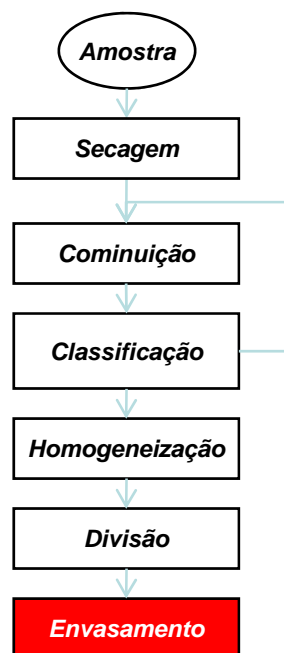 Amostra
Secagem
Cominuição
Classificação
Homogeneização
Divisão
Envasamento